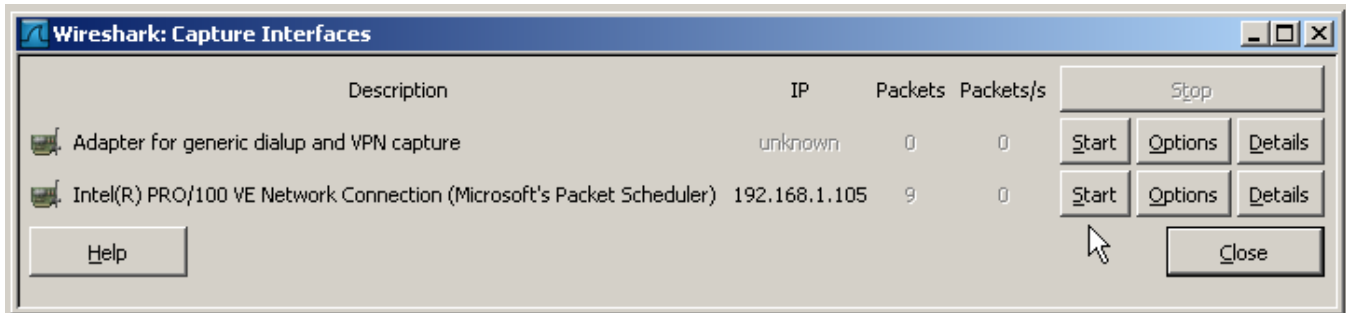 Wireshark: Capture Interfaces
Description IP Packets Packets/s Stop
Adapter for generic dialup and VPN capture unknown 0 0 Start Options Details
Intel(R) PRO/100 VE Network Connection (Microsoft's Packet Scheduler) 192.168.1.105 9 0 Start Options Details
Help Close